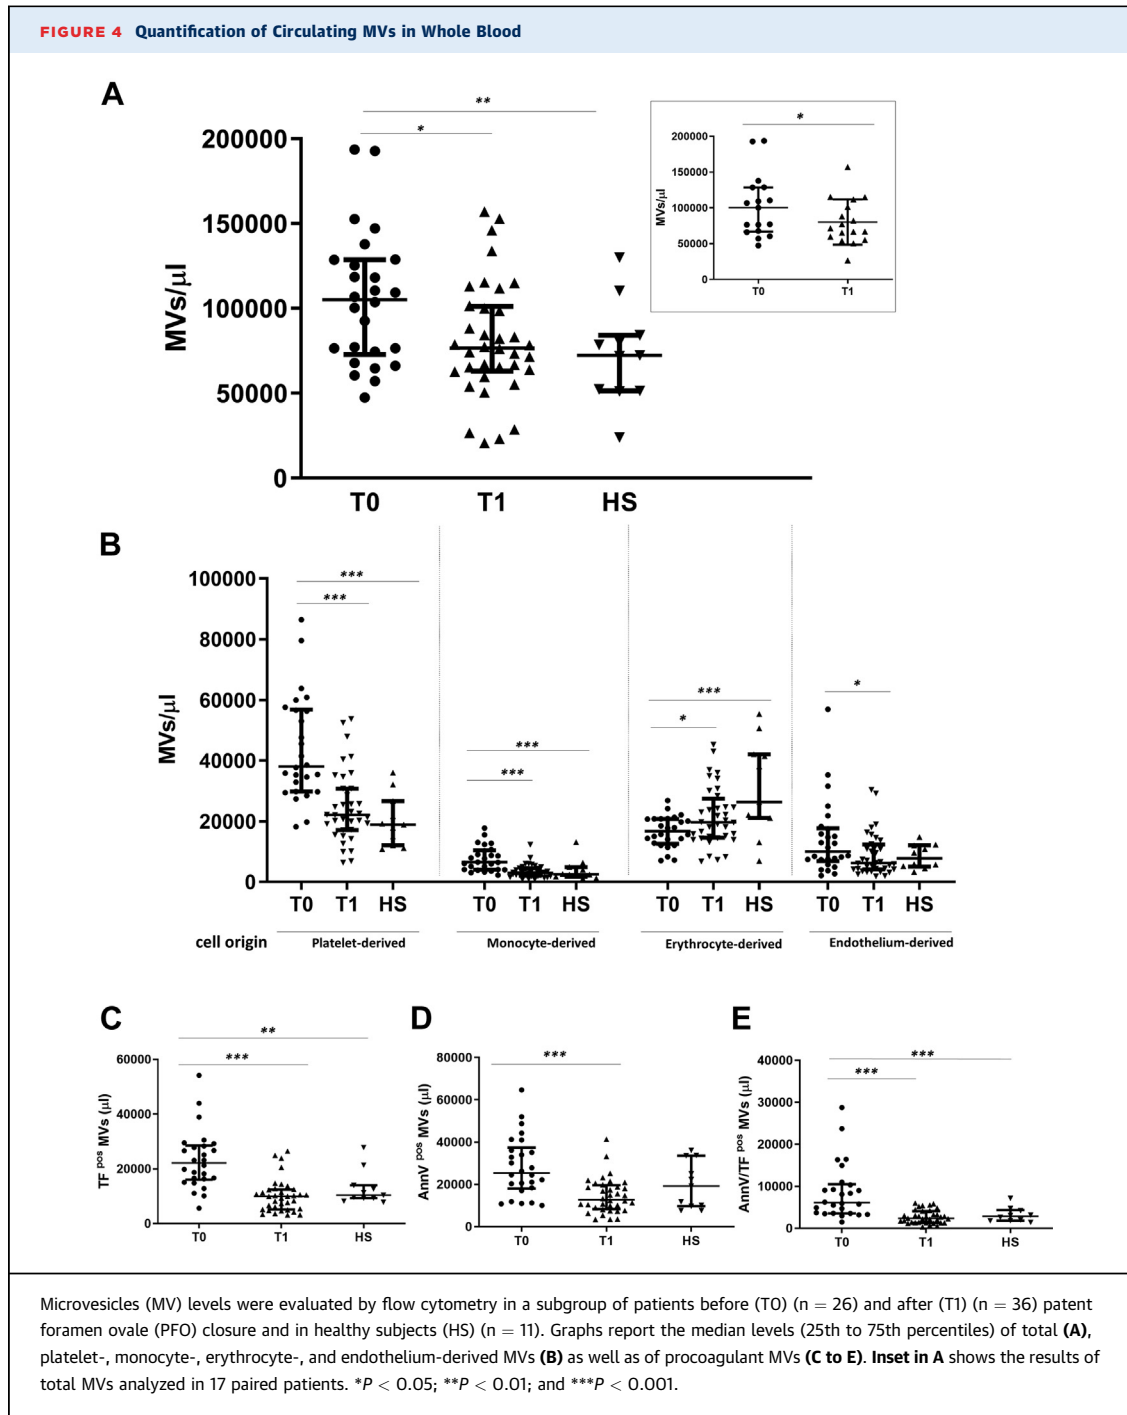 FIGURE 4 Quantification of Circulating MVs in Whole Blood
A
**
*
200000
150000
100000
50000
0
MVs/µl
T0 T1 HS
*
200000
150000
100000
50000
0
MVs/µl
T0 T1
B
100000
80000
60000
40000
20000
0
MVs/µl
***
***
***
***
***
*
*
T0 T1 HS T0 T1 HS T0 T1 HS T0 T1 HS
cell origin Platelet-derived Monocyte-derived Erythrocyte-derived Endothelium-derived
C
**
***
60000
40000
20000
0
TF pos MVs (µl)
T0 T1 HS
D
***
80000
60000
40000
20000
0
AnnV pos MVs (µl)
T0 T1 HS
E
***
***
40000
30000
20000
10000
0
AnnV/TF pos MVs (µl)
T0 T1 HS
Microvesicles (MV) levels were evaluated by flow cytometry in a subgroup of patients before (T0) (n = 26) and after (T1) (n = 36) patent
foramen ovale (PFO) closure and in healthy subjects (HS) (n = 11). Graphs report the median levels (25th to 75th percentiles) of total (A),
platelet-, monocyte-, erythrocyte-, and endothelium-derived MVs (B) as well as of procoagulant MVs (C to E). Inset in A shows the results of
total MVs analyzed in 17 paired patients. *P < 0.05; **P < 0.01; and ***P < 0.001.